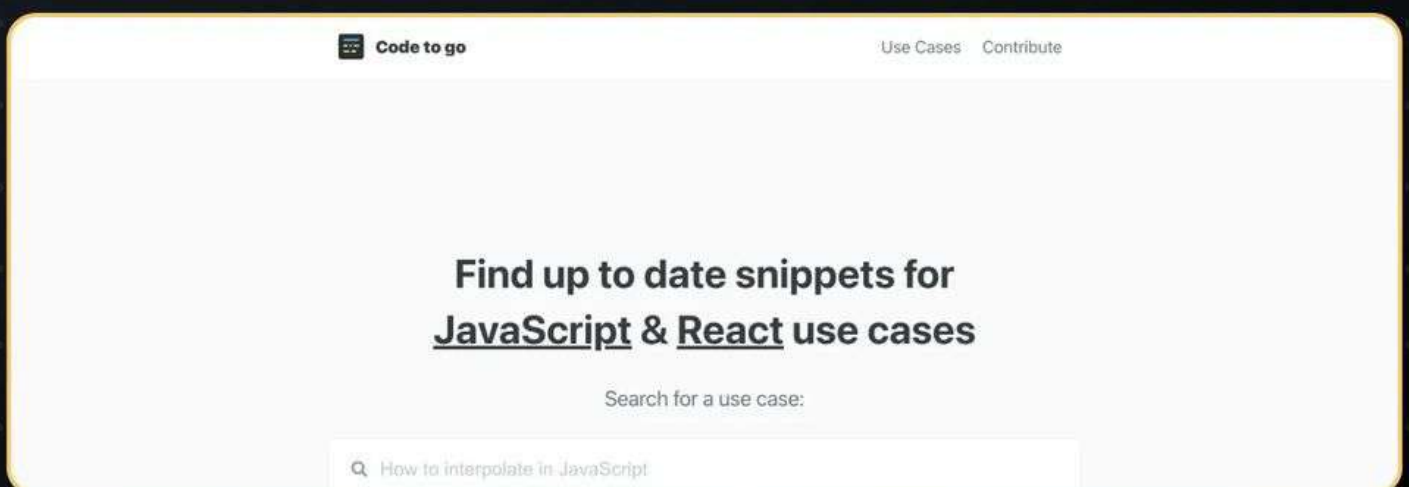 Code to go
Use Cases
Contribute
Find up to date snippets for
JavaScript & React use cases
Search for a use case:
How to interpolate in JavaScript